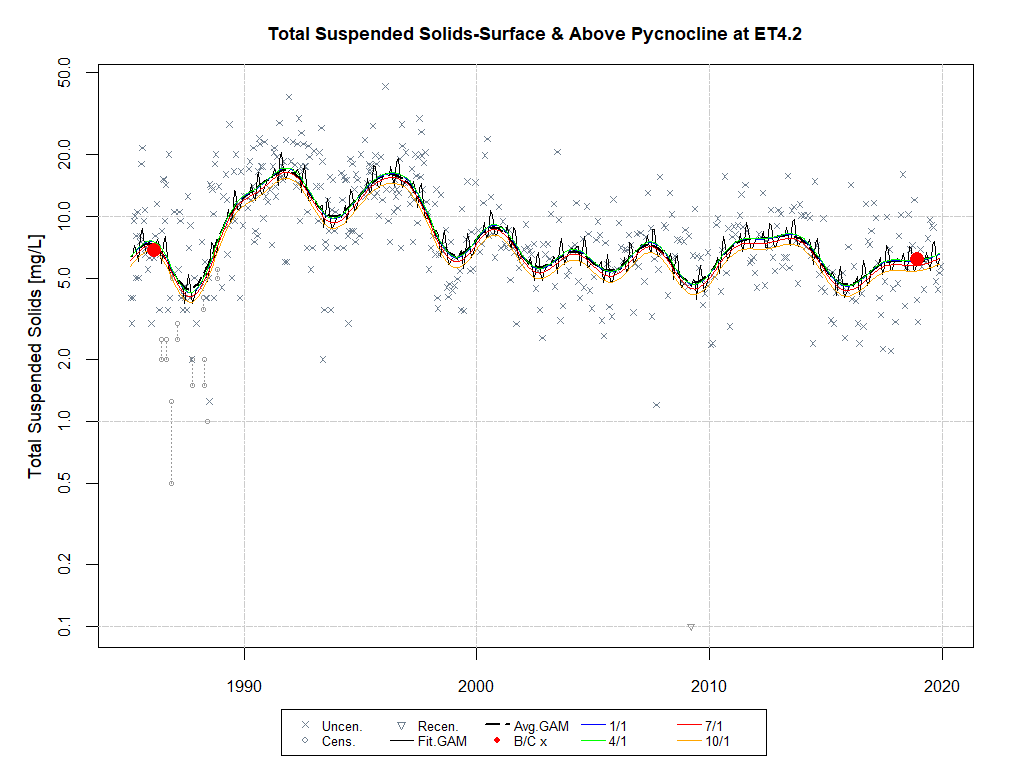 Total Suspended Solids-Surface & Above Pycnocline at ET4.2
Total Suspended Solids [mg/L]
50.0
20.0
10.0
5.0
2.0
1.0
0.5
0.2
0.1
1990 2000 2010 2020
Uncen. Recen. Avg.GAM 1/1 7/1
Cens. Fit.GAM B/C x 4/1 10/1